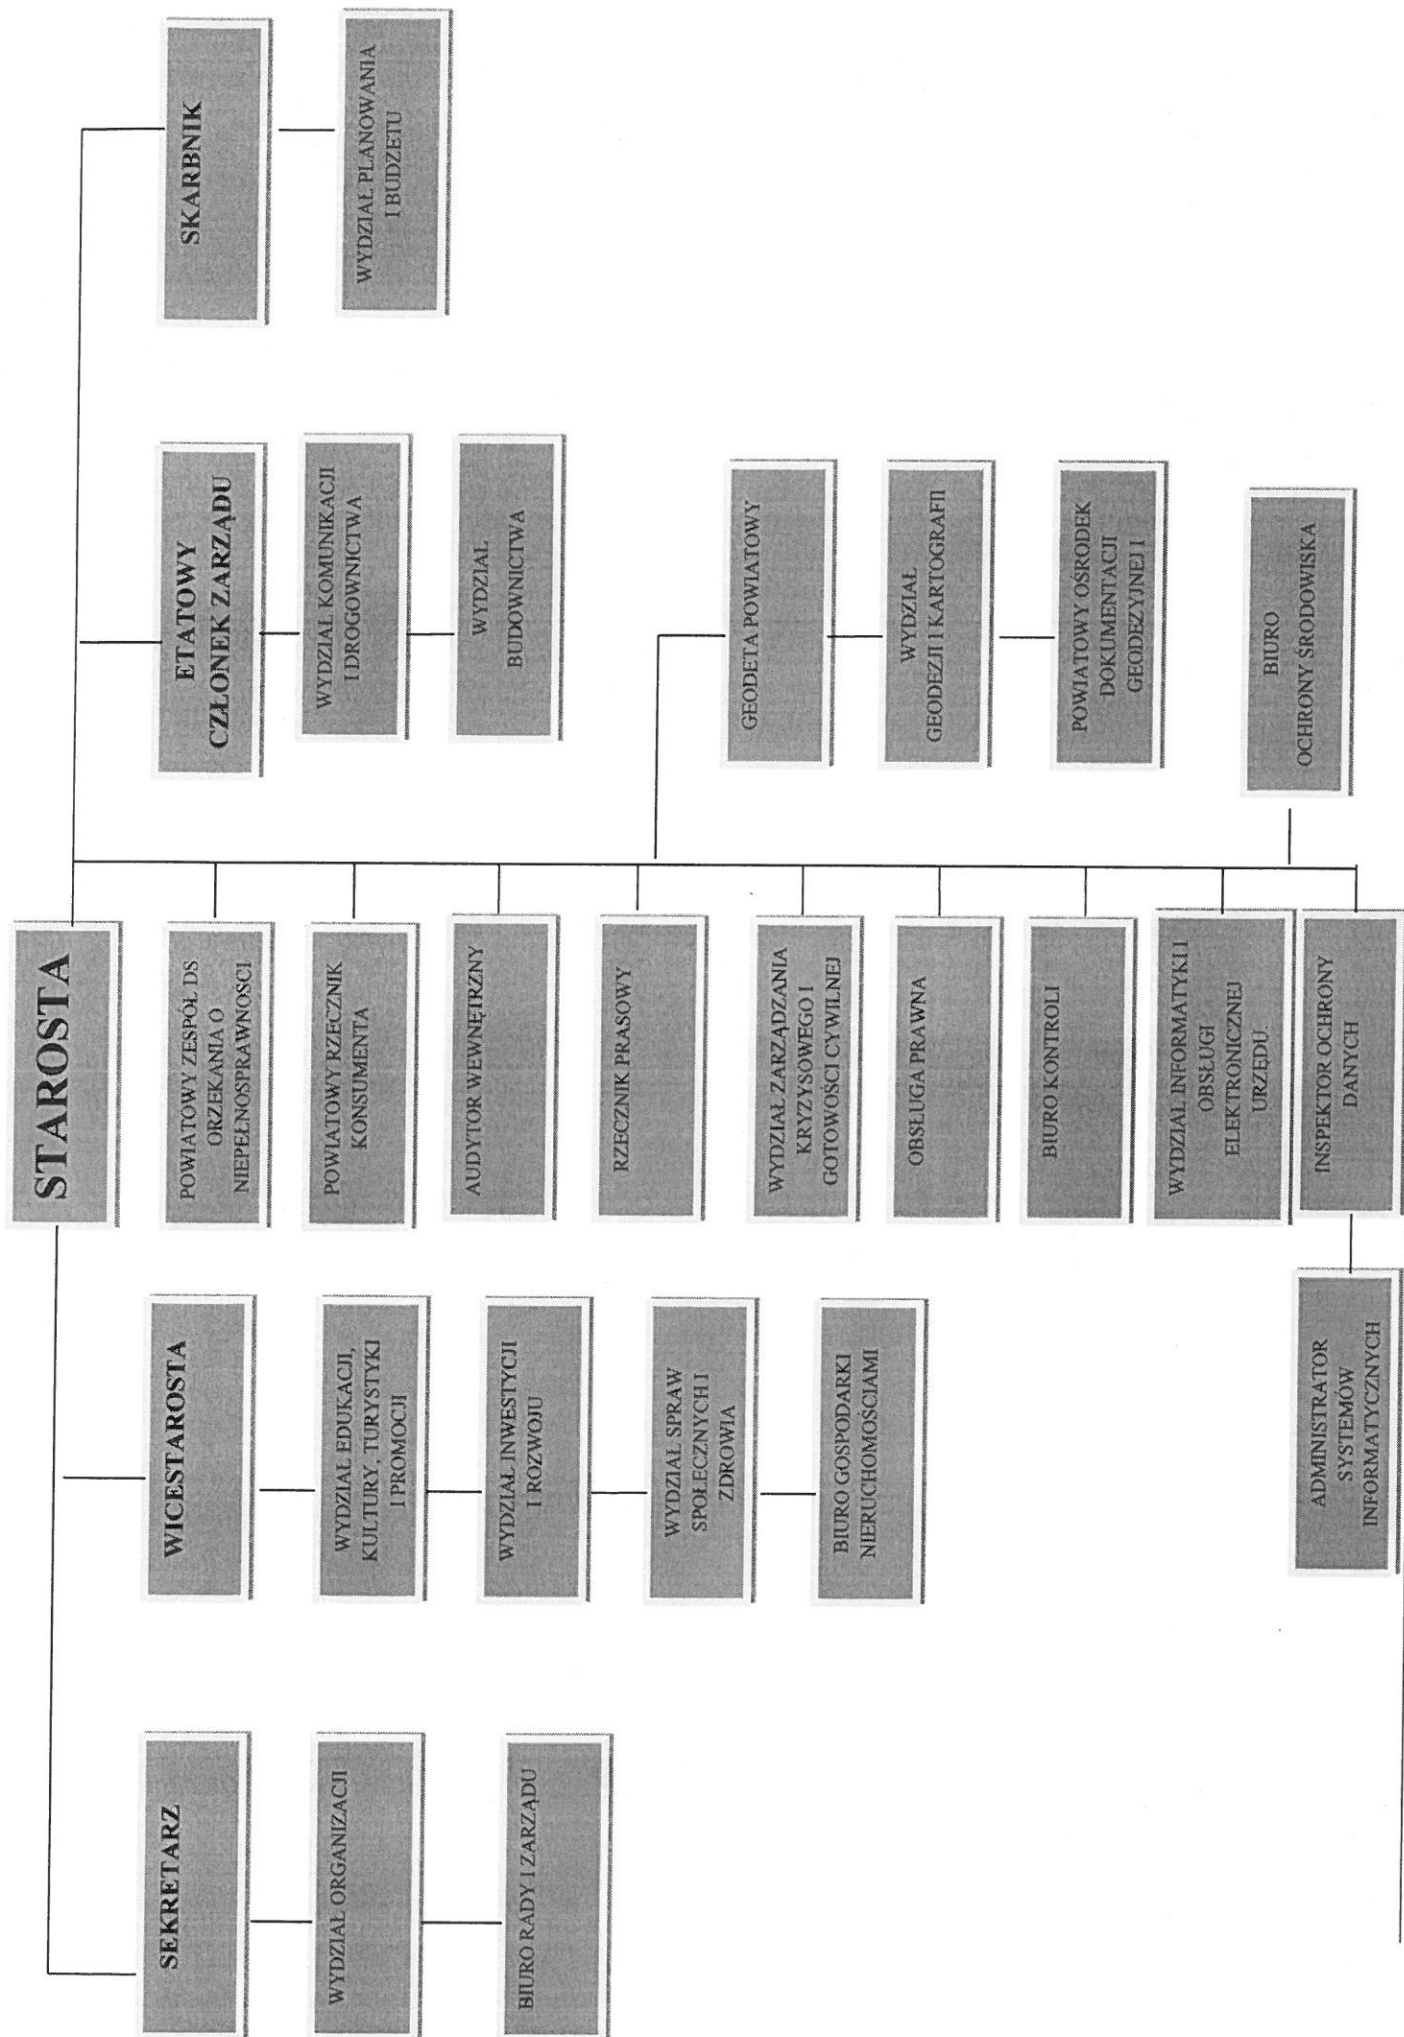 STAROSTA
SEKRETARZ
WYDZIAŁ ORGANIZACJI
BIURO RADY I ZARZĄDU
WICESTAROSTA
WYDZIAŁ EDUKACJI,
KULTURY, TURYSTYKI
I PROMOCJI
WYDZIAŁ INWESTYCJI
I ROZWOJU
WYDZIAŁ SPRAW
SPOŁECZNYCH I
ZDROWIA
BIURO GOSPODARKI
NIERUCHOMOŚCIAMI
POWIATOWY ZESPÓŁ DS
ORZEKANIA O
NIEPEŁNOSPRAWNOSCI
POWIATOWY RZECZNIK
KONSUMENTA
AUDYTOR WEWNĘTRZNY
RZECZNIK PRASOWY
WYDZIAŁ ZARZĄDZANIA
KRYZYSOWEGO I
GOTOWOŚCI CYWILNEJ
OBSŁUGA PRAWNA
BIURO KONTROLI
WYDZIAŁ INFORMATYKI I
OBSŁUGI
ELEKTRONICZNEJ
URZĘDU
INSPEKTOR OCHRONY
DANYCH
ADMINISTRATOR
SYSTEMÓW
INFORMATYCZNYCH
ETATOWY
CZŁONEK ZARZĄDU
WYDZIAŁ KOMUNIKACJI
I DROGOWNICTWA
WYDZIAŁ
BUDOWNICTWA
GEODETA POWIATOWY
WYDZIAŁ
GEODEZJI I KARTOGRAFII
POWIATOWY OŚRODEK
DOKUMENTACJI
GEODEZYJNEJ I
BIURO
OCHRONY ŚRODOWISKA
SKARBNIK
WYDZIAŁ PLANOWANIA
I BUDZETU